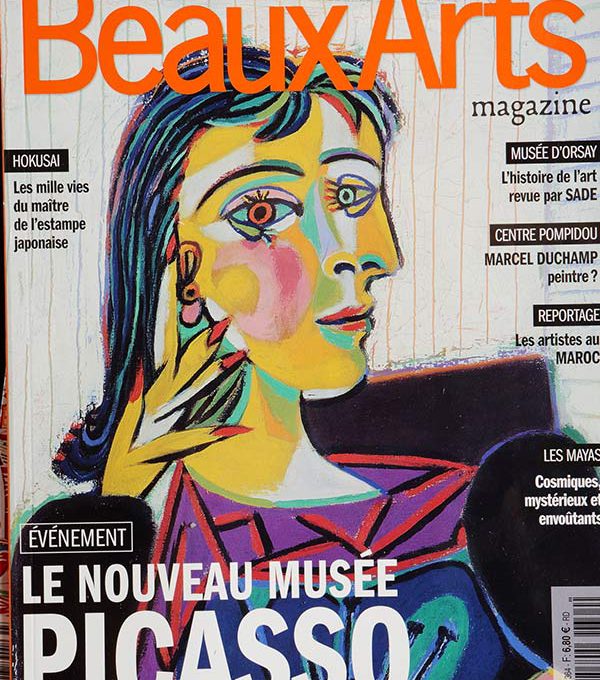 BeauxArts
magazine
HOKUSAI
Les mille vies
du maître
de l'estampe
japonaise
MUSÉE D'ORSAY
L'histoire de l'art
revue par SADE
CENTRE POMPIDOU
MARCEL DUCHAMP
peintre ?
REPORTAGE
Les artistes au
MAROC
LES MAYAS
Cosmiques,
mystérieux et
envoûtants
ÉVÉNEMENT
LE NOUVEAU MUSÉE
PICASSO
364 - F: 6,80 € - RD